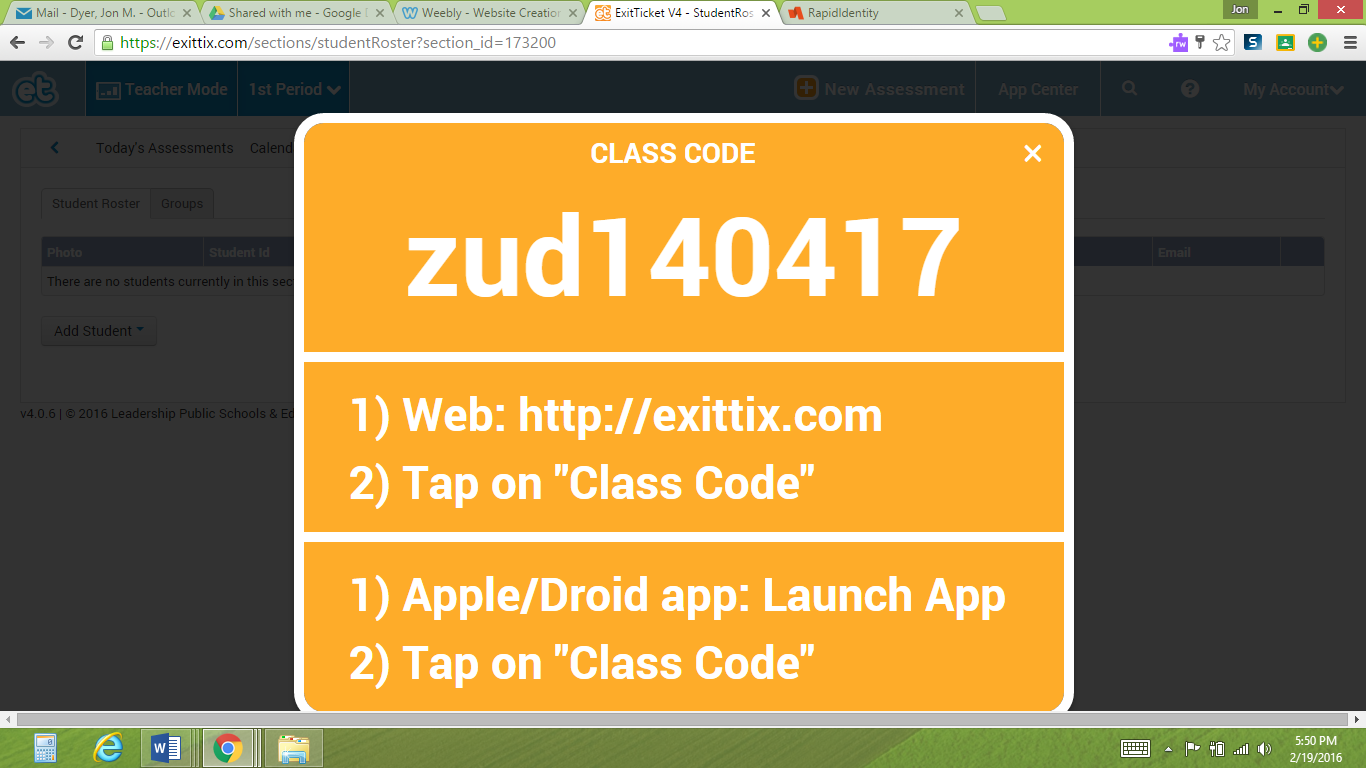 Mail - Dyer, Jon M. - Outlo
Shared with me - Google D
Weebly - Website Creation
ExitTicket V4 - StudentRos
RapidIdentity
Jon
https://exittix.com/sections/studentRoster?section_id=173200
rw
S
et
Teacher Mode
1st Period
New Assessment
App Center
My Account
Today's Assessments
Calend
Student Roster
Groups
Photo
Student Id
Email
There are no students currently in this sec
Add Student
v4.0.6 | © 2016 Leadership Public Schools & Ed
CLASS CODE
zud140417
1) Web: http://exittix.com
2) Tap on "Class Code"
1) Apple/Droid app: Launch App
2) Tap on "Class Code"
5:50 PM
2/19/2016